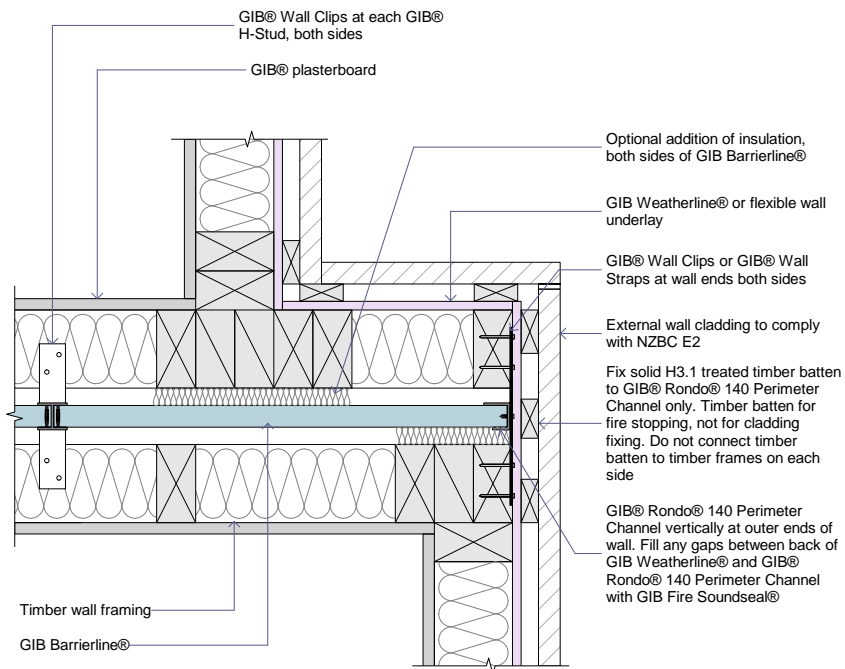 GIB® Wall Clips at each GIB®
H-Stud, both sides
GIB® plasterboard
Optional addition of insulation,
both sides of GIB Barrierline®
GIB Weatherline® or flexible wall
underlay
GIB® Wall Clips or GIB® Wall
Straps at wall ends both sides
External wall cladding to comply
with NZBC E2
Fix solid H3.1 treated timber batten
to GIB® Rondo® 140 Perimeter
Channel only. Timber batten for
fire stopping, not for cladding
fixing. Do not connect timber
batten to timber frames on each
side
GIB® Rondo® 140 Perimeter
Channel vertically at outer ends of
wall. Fill any gaps between back of
GIB Weatherline® and GIB®
Rondo® 140 Perimeter Channel
with GIB Fire Soundseal®
Timber wall framing
GIB Barrierline®